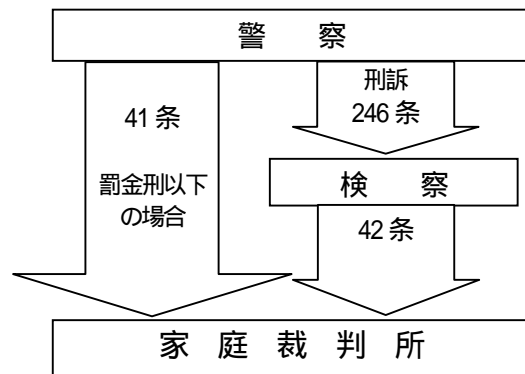 警　察
41 条
罰金刑以下
の場合
刑訴
246 条
検　察
42 条
家　庭　裁　判　所